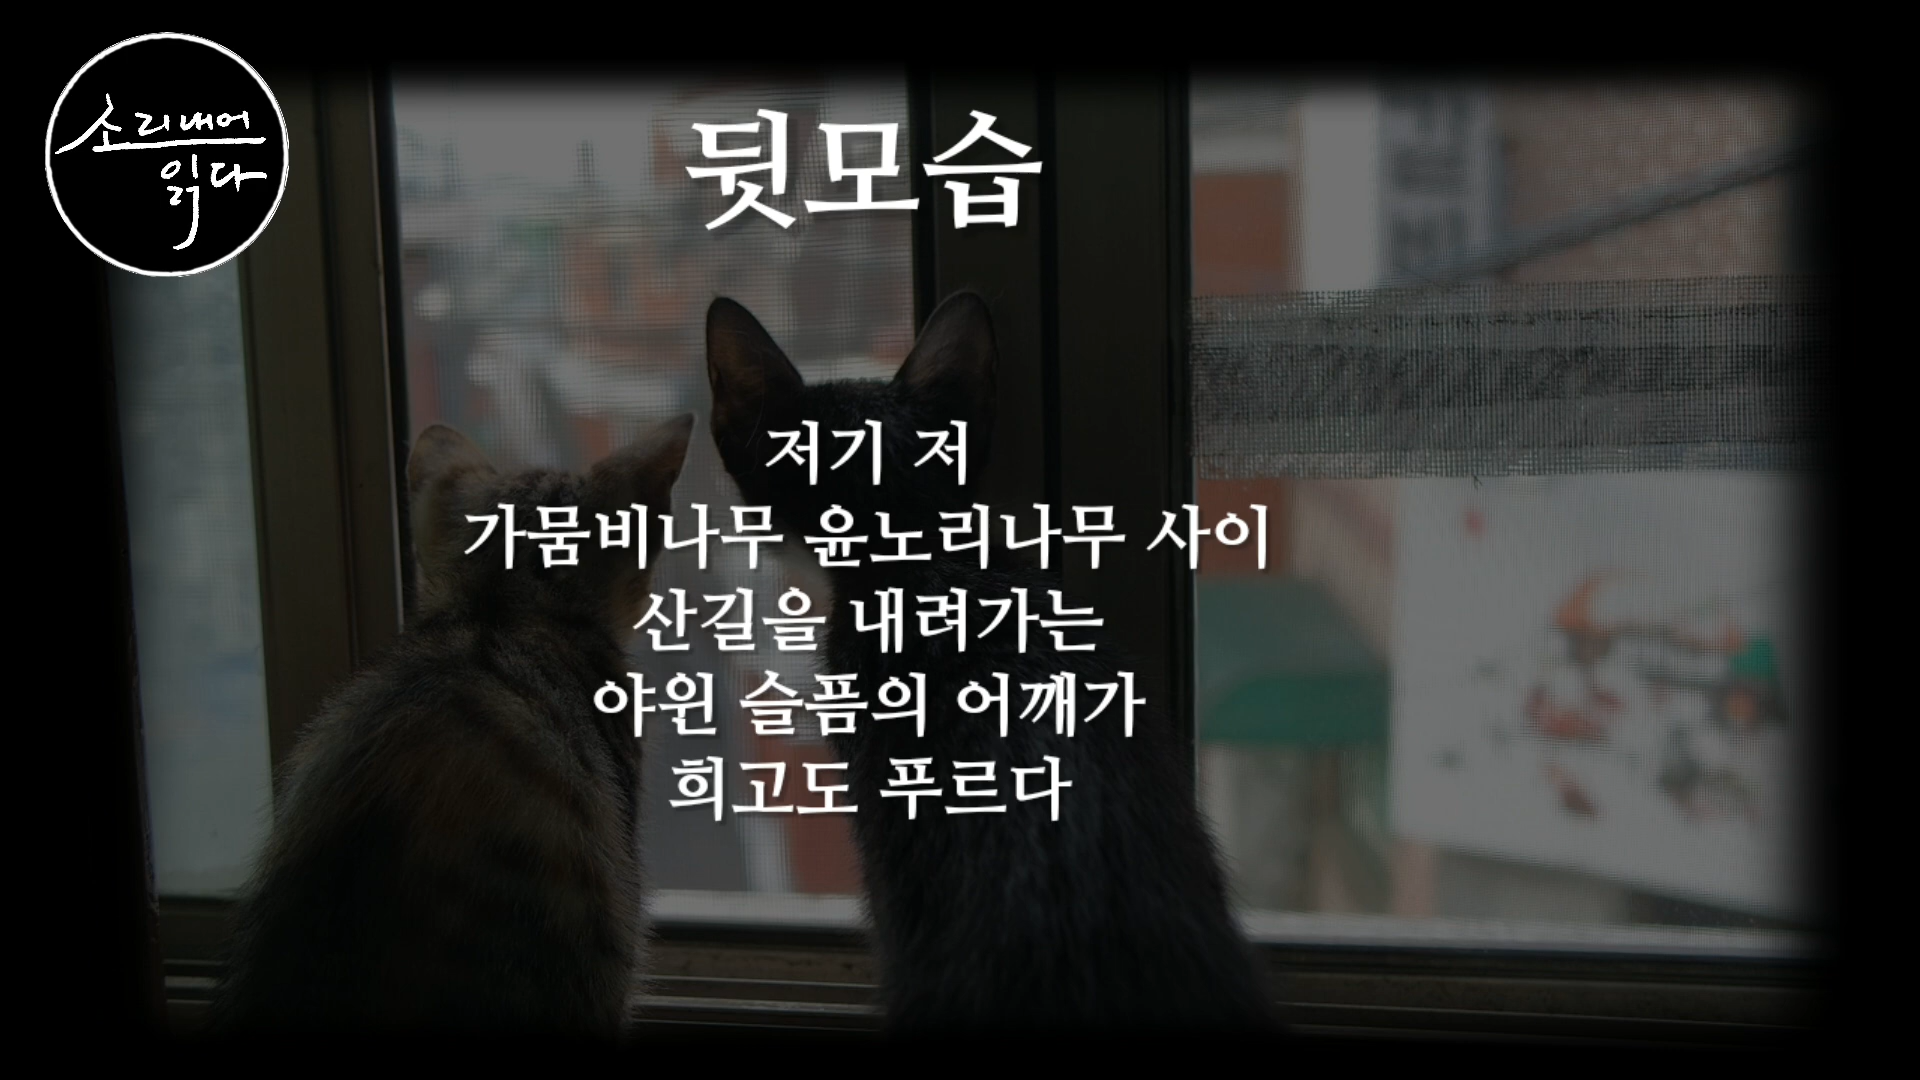 소리내어
읽다
뒷모습
저기 저
가뭄비나무 윤노리나무 사이
산길을 내려가는
야윈 슬픔의 어깨가
희고도 푸르다